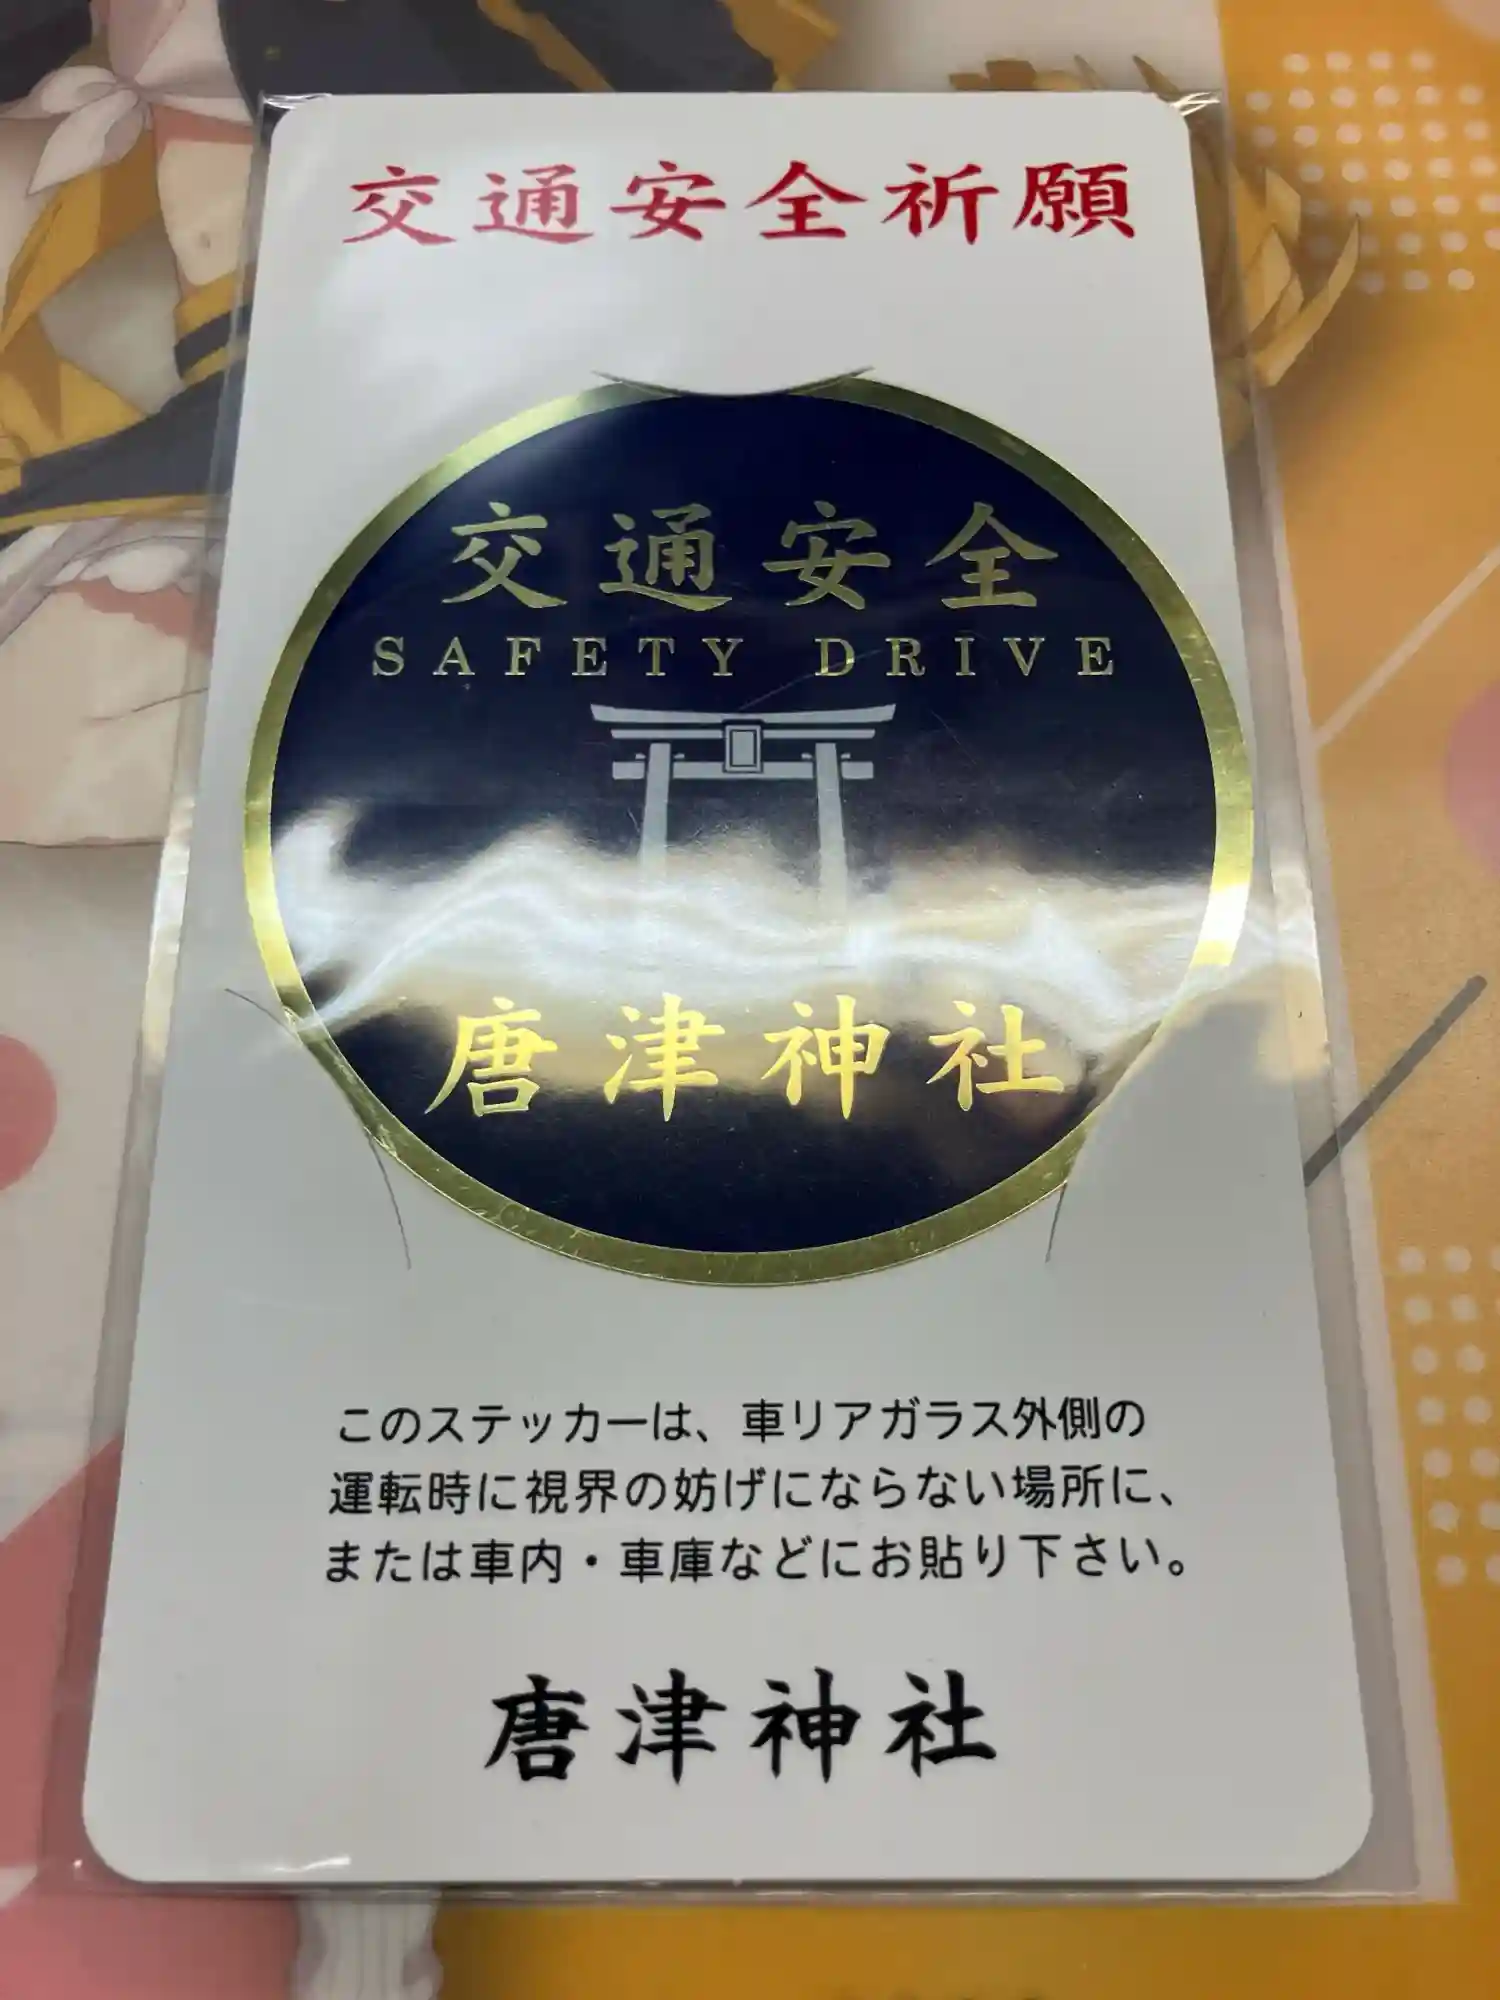 交通安全祈願
交通安全
SAFETY DRIVE
唐津神社
このステッカーは、車リアガラス外側の
運転時に視界の妨げにならない場所に、
または車内・車庫などにお貼り下さい。
唐津神社